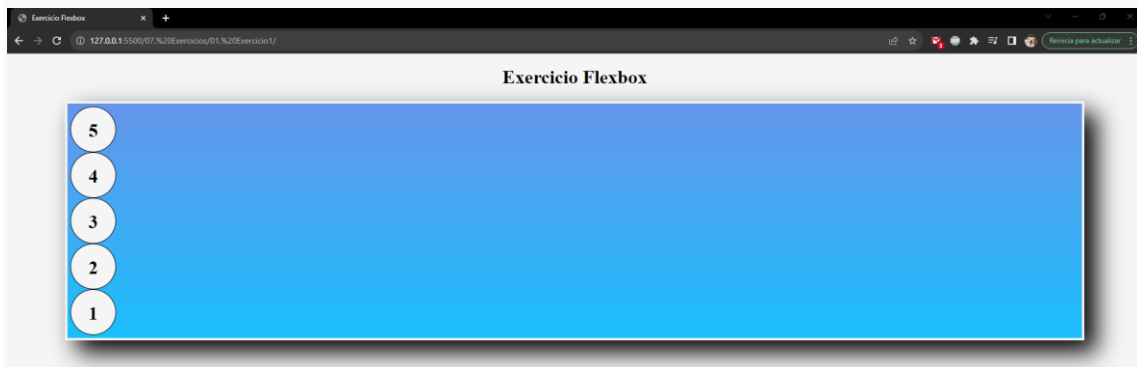 Exercicio Flexbox
127.0.0.1:5500/07.%20Exercicios/01.%20Exercicio1/
Reinicia para actualizar
Exercicio Flexbox
5
4
3
2
1